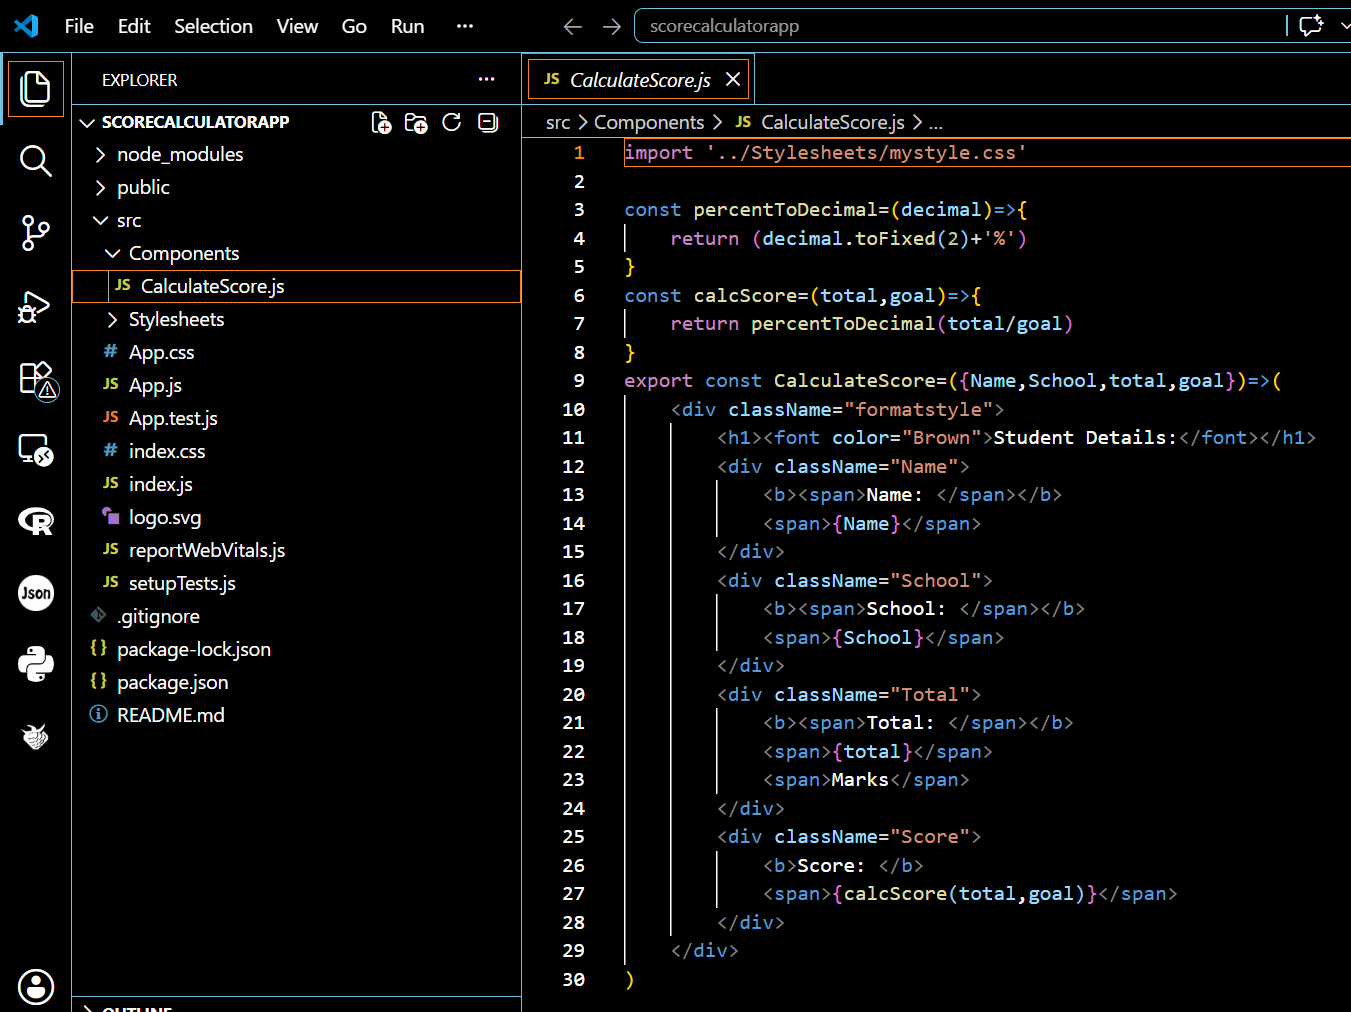 File Edit Selection View Go Run ···
scorecalculatorapp
EXPLORER
SCORECALCULATORAPP
node_modules
public
src
Components
JS CalculateScore.js
Stylesheets
# App.css
JS App.js
JS App.test.js
# index.css
JS index.js
logo.svg
JS reportWebVitals.js
JS setupTests.js
.gitignore
{} package-lock.json
{} package.json
README.md
OUTLINE
R
Json
JS CalculateScore.js
src > Components > JS CalculateScore.js > ...
1 import '../Stylesheets/mystyle.css'
2
3 const percentToDecimal=(decimal)=>{
4     return (decimal.toFixed(2)+'%')
5 }
6 const calcScore=(total,goal)=>{
7     return percentToDecimal(total/goal)
8 }
9 export const CalculateScore=({Name,School,total,goal})=>(
10     <div className="formatstyle">
11         <h1><font color="Brown">Student Details:</font></h1>
12         <div className="Name">
13             <b><span>Name: </span></b>
14             <span>{Name}</span>
15         </div>
16         <div className="School">
17             <b><span>School: </span></b>
18             <span>{School}</span>
19         </div>
20         <div className="Total">
21             <b><span>Total: </span></b>
22             <span>{total}</span>
23             <span>Marks</span>
24         </div>
25         <div className="Score">
26             <b>Score: </b>
27             <span>{calcScore(total,goal)}</span>
28         </div>
29     </div>
30 )